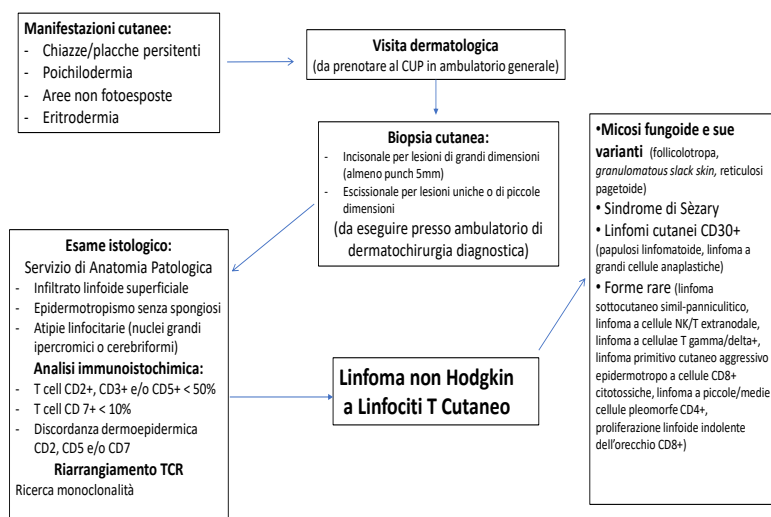 Manifestazioni cutanee:
- Chiazze/placche persitenti
- Poichilodermia
- Aree non fotoesposte
- Eritrodermia
Visita dermatologica
(da prenotare al CUP in ambulatorio generale)
Biopsia cutanea:
- Incisionale per lesioni di grandi dimensioni
(almeno punch 5mm)
- Escissionale per lesioni uniche o di piccole
dimensioni
(da eseguire presso ambulatorio di
dermatochirurgia diagnostica)
Esame istologico:
Servizio di Anatomia Patologica
- Infiltrato linfoide superficiale
- Epidermotropismo senza spongiosi
- Atipie linfocitarie (nuclei grandi
ipercromici o cerebriformi)
Analisi immunoistochimica:
- T cell CD2+, CD3+ e/o CD5+ < 50%
- T cell CD 7+ < 10%
- Discordanza dermoepidermica
CD2, CD5 e/o CD7
Riarrangiamento TCR
Ricerca monoclonalità
Linfoma non Hodgkin
a Linfociti T Cutaneo
•Micosi fungoide e sue
varianti (follicolotropa,
granulomatous slack skin, reticulosi
pagetoide)
• Sindrome di Sèzary
• Linfomi cutanei CD30+
(papulosi linfomatoide, linfoma a
grandi cellule anaplastiche)
• Forme rare (linfoma
sottocutaneo simil-panniculitico,
linfoma a cellule NK/T extranodale,
linfoma a cellulae T gamma/delta+,
linfoma primitivo cutaneo aggressivo
epidermotropo a cellule CD8+
citotossiche, linfoma a piccole/medie
cellule pleomorfe CD4+,
proliferazione linfoide indolente
dell'orecchio CD8+)